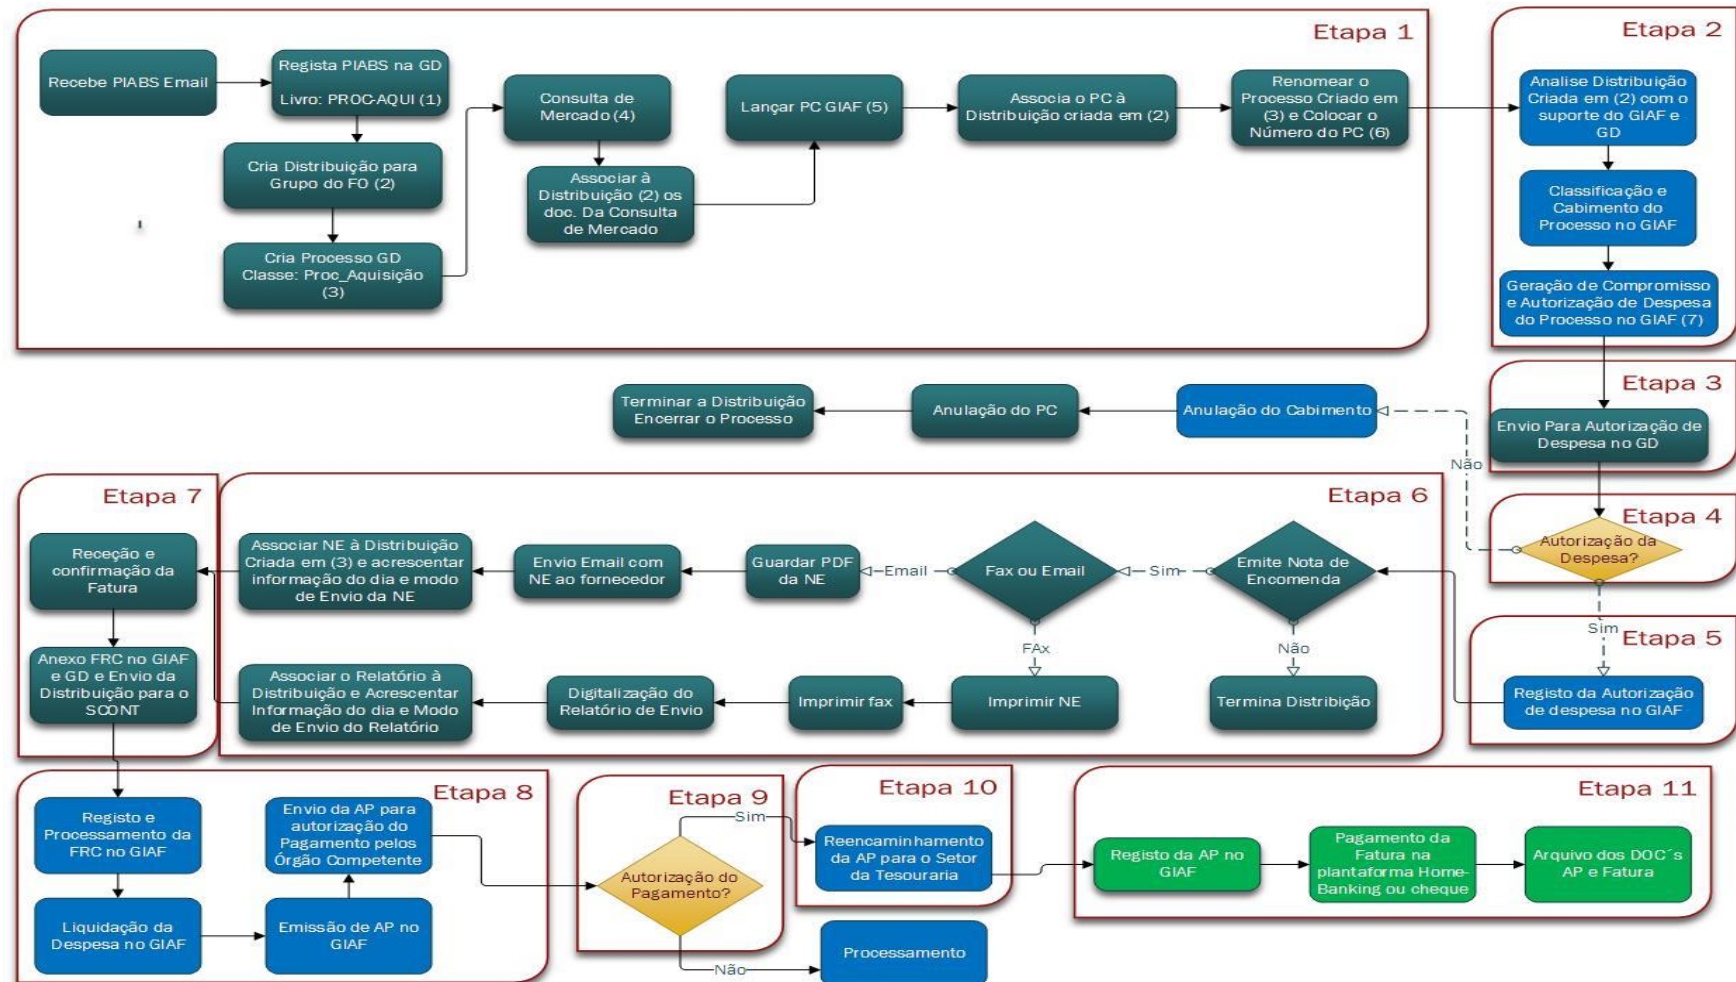 Etapa 1
Recebe PIABS Email
Regista PIABS na GD
Livro: PROC-AQUI (1)
Cria Distribuição para
Grupo do FO (2)
Cria Processo GD
Classe: Proc_Aquisição
(3)
Consulta de
Mercado (4)
Associar à
Distribuição (2) os
doc. Da Consulta
de Mercado
Lançar PC GIAF (5)
Associa o PC à
Distribuição criada em (2)
Renomear o
Processo Criado em
(3) e Colocar o
Número do PC (6)
Etapa 2
Analise Distribuição
Criada em (2) com o
suporte do GIAF e
GD
Classificação e
Cabimento do
Processo no GIAF
Geração de Compromisso
e Autorização de Despesa
do Processo no GIAF (7)
Etapa 3
Envio Para Autorização de
Despesa no GD
Etapa 4
Autorização da
Despesa?
Não
Anulação do Cabimento
Anulação do PC
Terminar a Distribuição
Encerrar o Processo
Sim
Etapa 5
Registo da Autorização
de despesa no GIAF
Etapa 6
Emite Nota de
Encomenda
Não
Termina Distribição
Sim
Fax ou Email
Email
Guardar PDF
da NE
Envio Email com
NE ao fornecedor
Associar NE à Distribuição
Criada em (3) e acrescentar
informação do dia e modo
de Envio da NE
FAx
Imprimir NE
Imprimir fax
Digitalização do
Relatório de Envio
Associar o Relatório à
Distribuição e Acrescentar
Informação do dia e Modo
de Envio do Relatório
Etapa 7
Receção e
confirmação da
Fatura
Anexo FRC no GIAF
e GD e Envio da
Distribuição para o
SCONT
Etapa 8
Registo e
Processamento da
FRC no GIAF
Liquidação da
Despesa no GIAF
Emissão de AP no
GIAF
Envio da AP para
autorização do
Pagamento pelos
Órgão Competente
Etapa 9
Autorização do
Pagamento?
Sim
Não
Processamento
Etapa 10
Reencaminhamento
da AP para o Setor
da Tesouraria
Etapa 11
Registo da AP no
GIAF
Pagamento da
Fatura na
plantaforma Home-
Banking ou cheque
Arquivo dos DOC´s
AP e Fatura